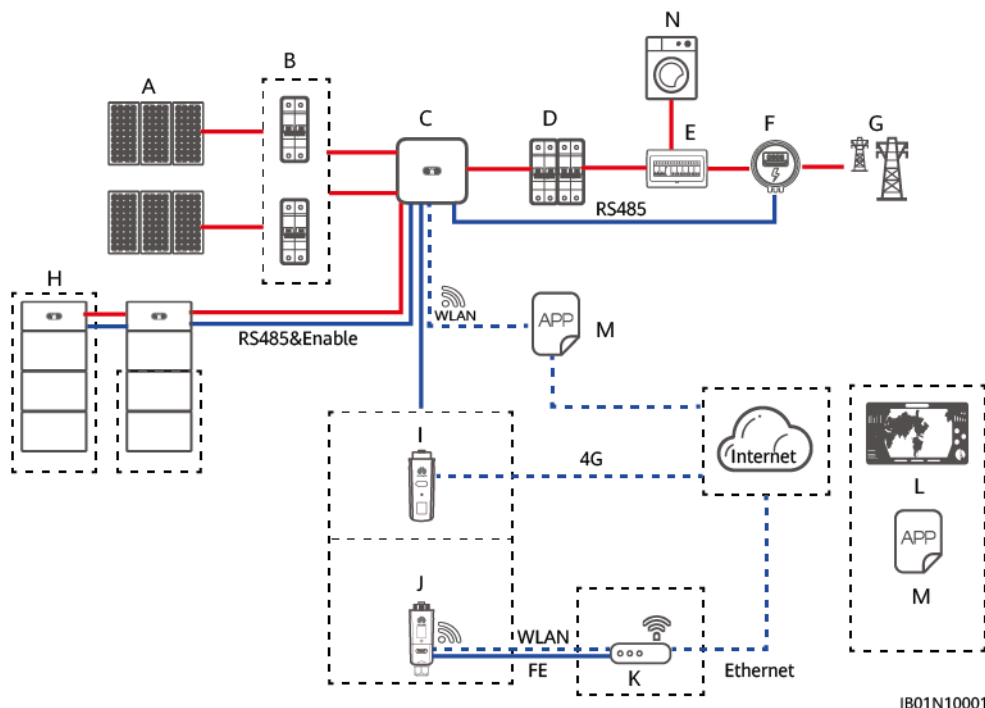 N
B
A
C
D
E
F
G
RS485
H
WLAN
APP
M
RS485&Enable
I
4G
Internet
L
APP
M
J
WLAN
FE
K
Ethernet
IB01N10001